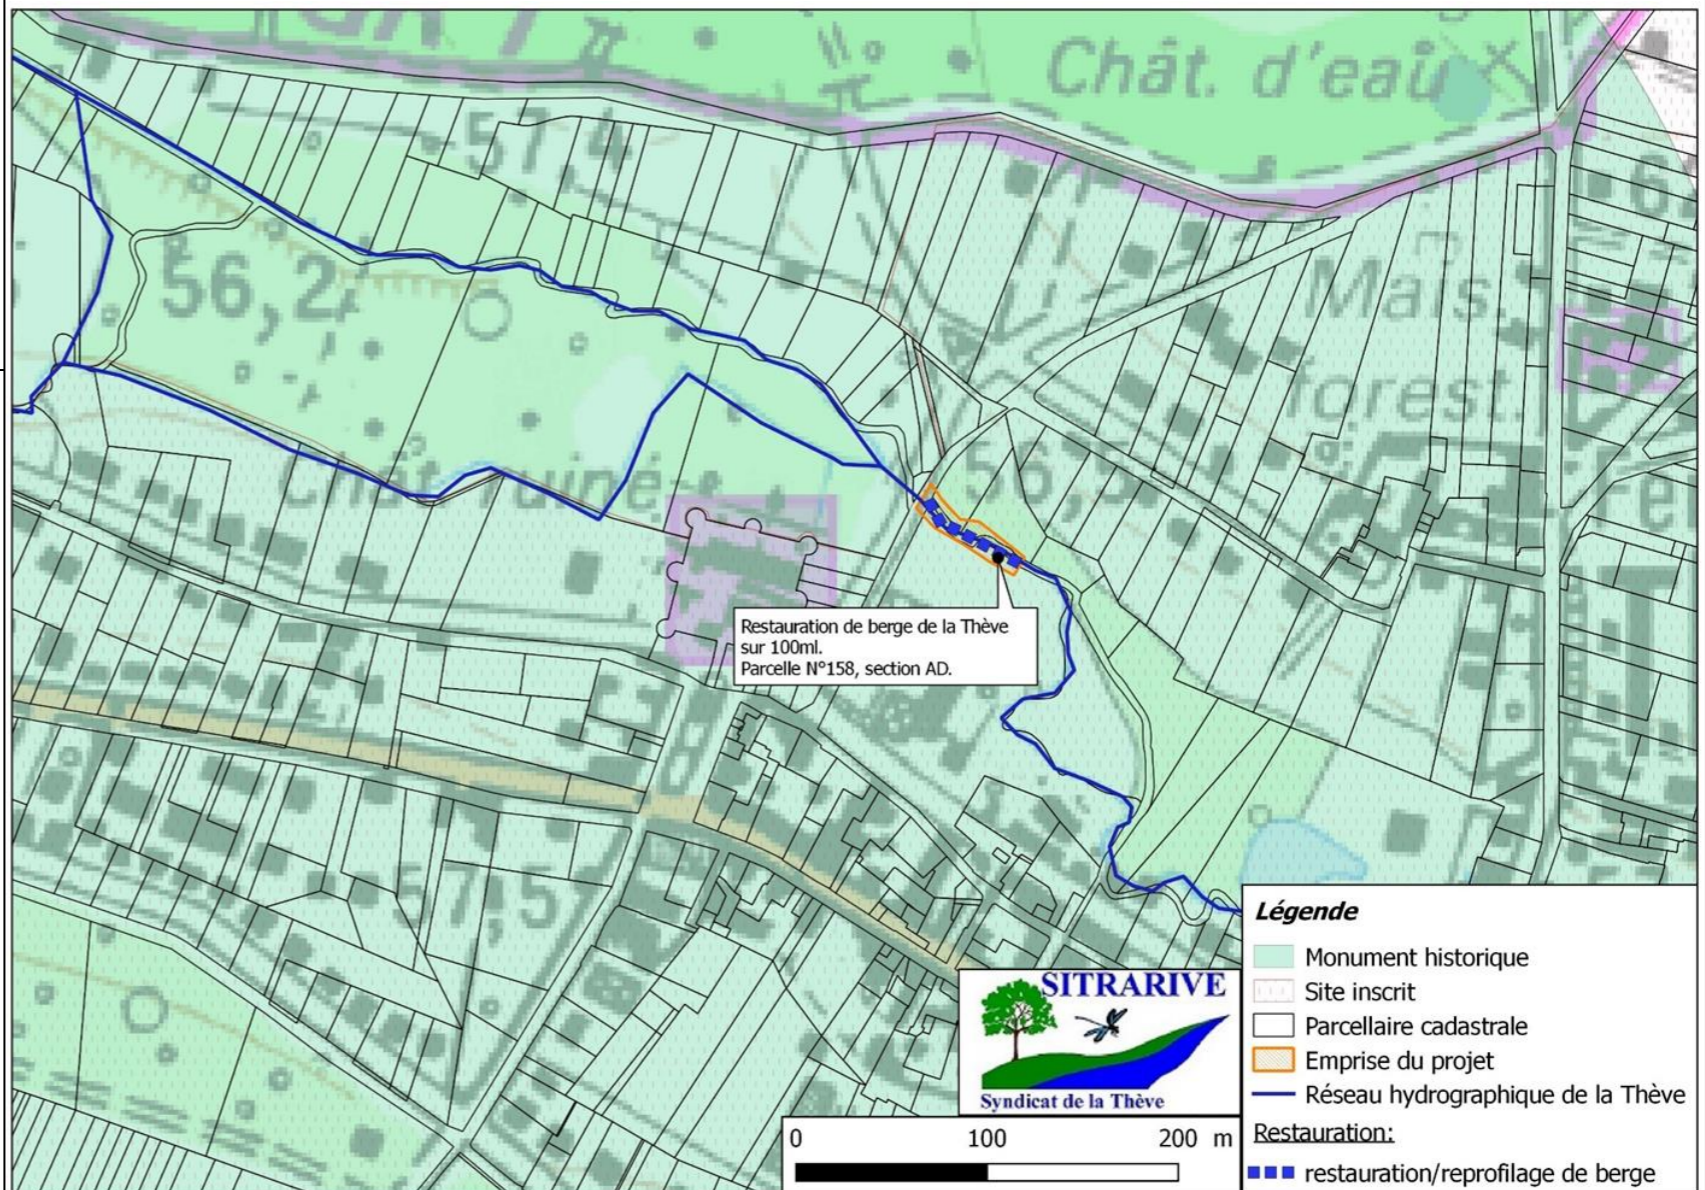 Chât. d'eau
57,4
56,2
Mais.
forest.
Chât. ruiné
56,
Restauration de berge de la Thève
sur 100ml.
Parcelle N°158, section AD.
57,5
SITRARIVE
Syndicat de la Thève
0 100 200 m
Légende
Monument historique
Site inscrit
Parcellaire cadastrale
Emprise du projet
Réseau hydrographique de la Thève
Restauration:
restauration/reprofilage de berge